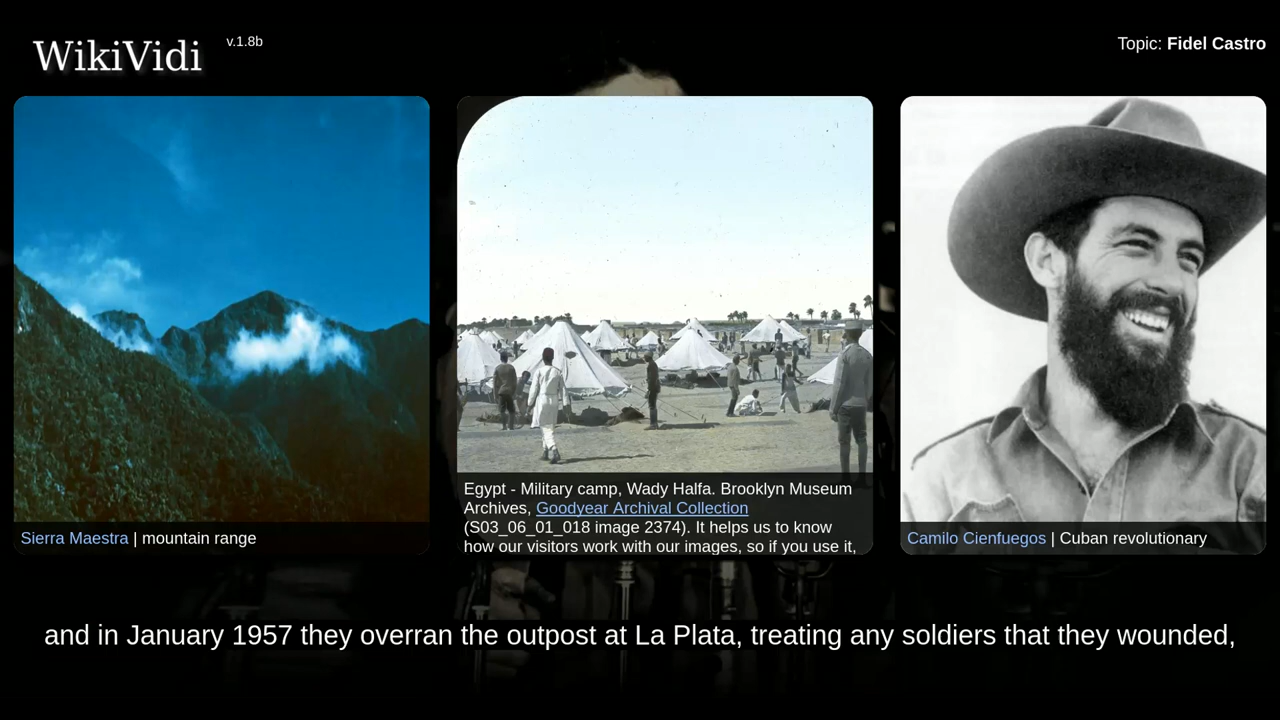 WikiVidi
v.1.8b
Topic: Fidel Castro
Sierra Maestra | mountain range
Egypt - Military camp, Wady Halfa. Brooklyn Museum
Archives, Goodyear Archival Collection
(S03_06_01_018 image 2374). It helps us to know
how our visitors work with our images, so if you use it,
Camilo Cienfuegos | Cuban revolutionary
and in January 1957 they overran the outpost at La Plata, treating any soldiers that they wounded,